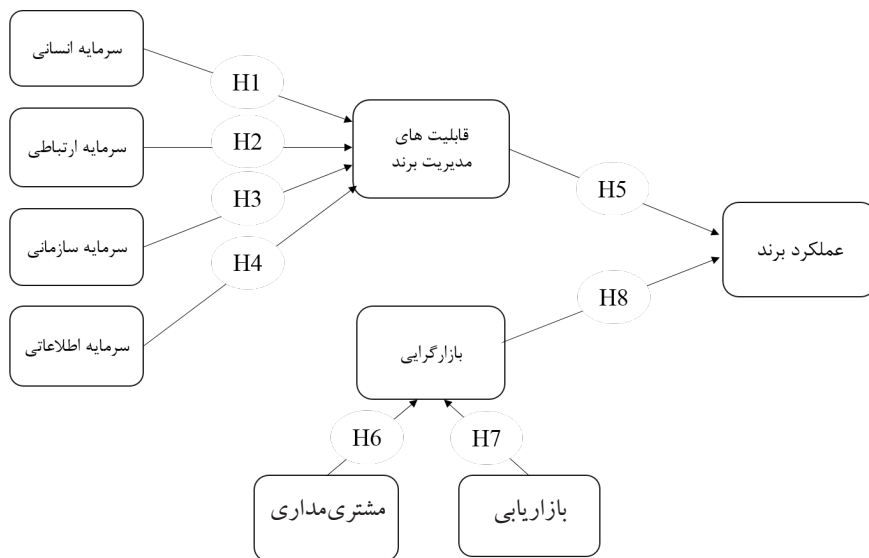 سرمایه انسانی
H1
سرمایه ارتباطی
H2
قابلیت های
مدیریت برند
H3
سرمایه سازمانی
H4
سرمایه اطلاعاتی
H5
عملکرد برند
H8
بازارگرایی
H6
H7
مشتری‌مداری
بازاریابی